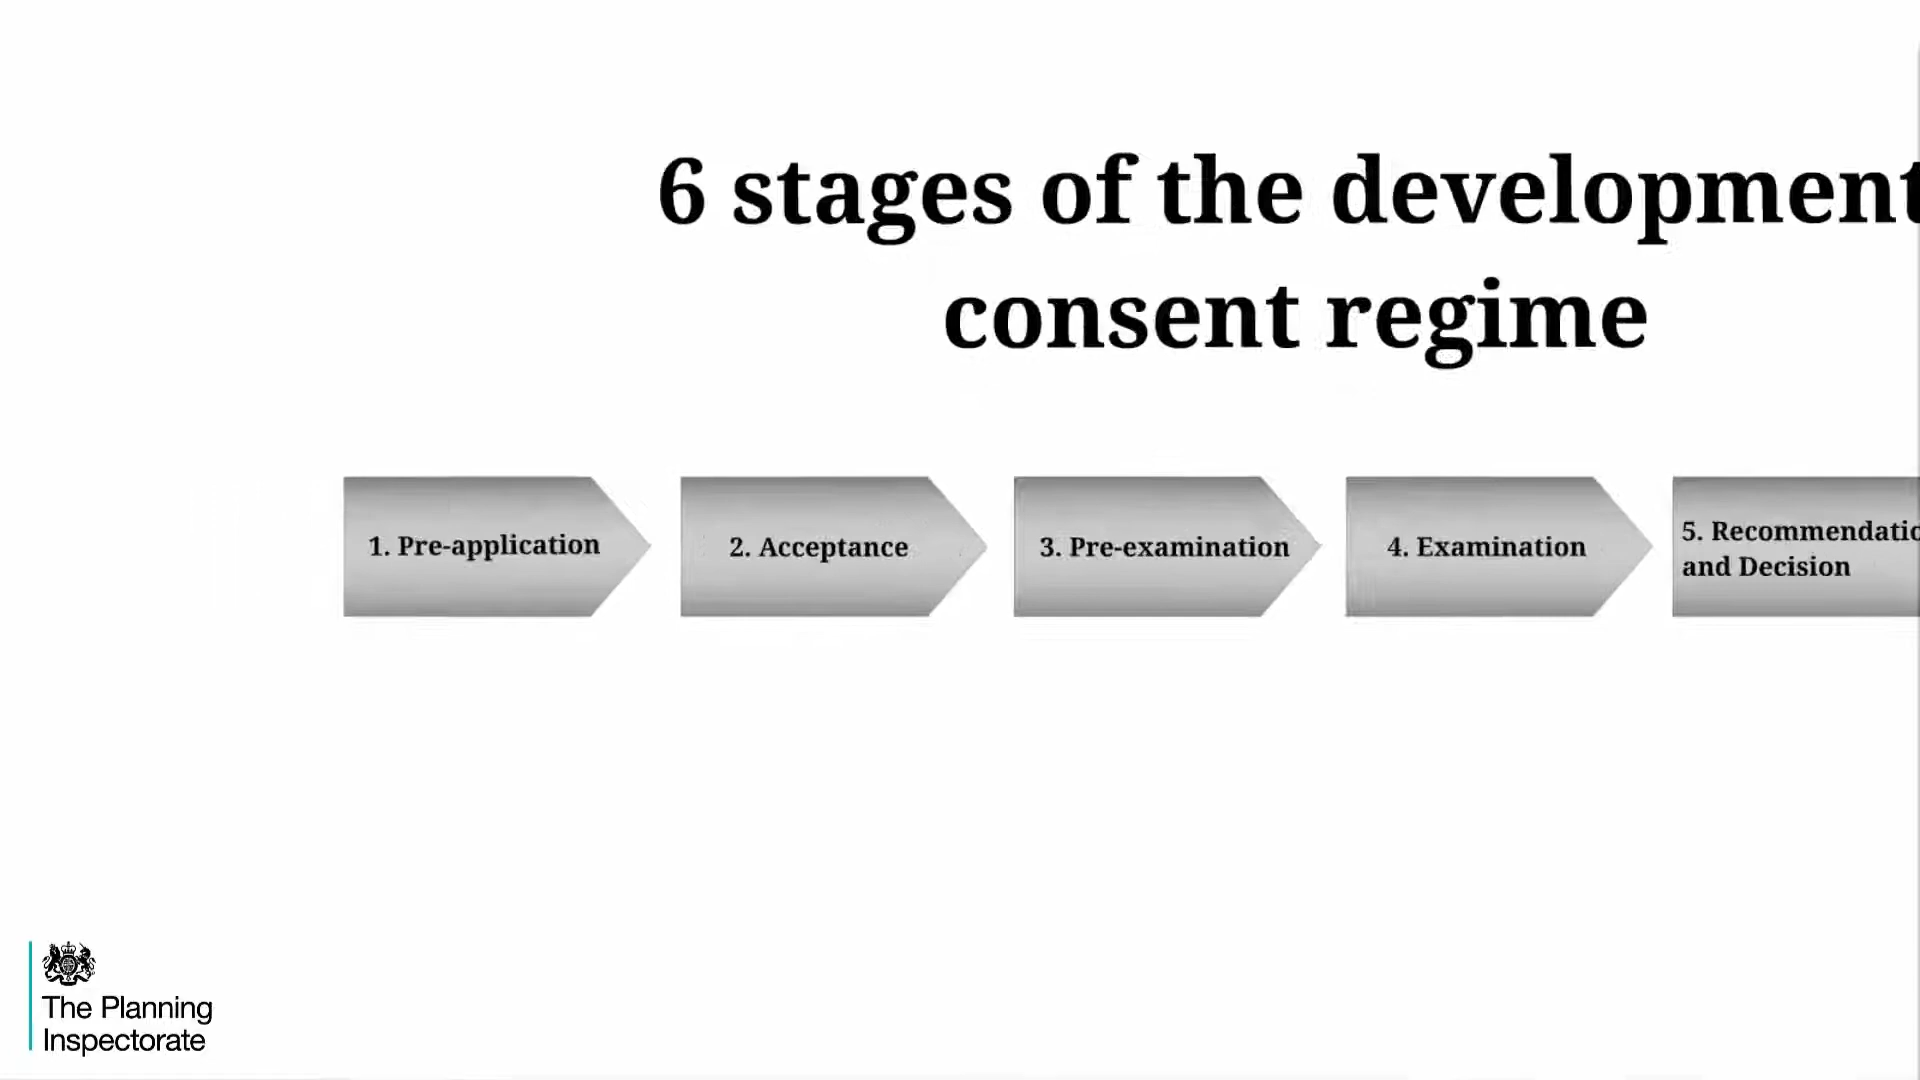 6 stages of the development
consent regime
1. Pre-application
2. Acceptance
3. Pre-examination
4. Examination
5. Recommendatio
and Decision
The Planning
Inspectorate